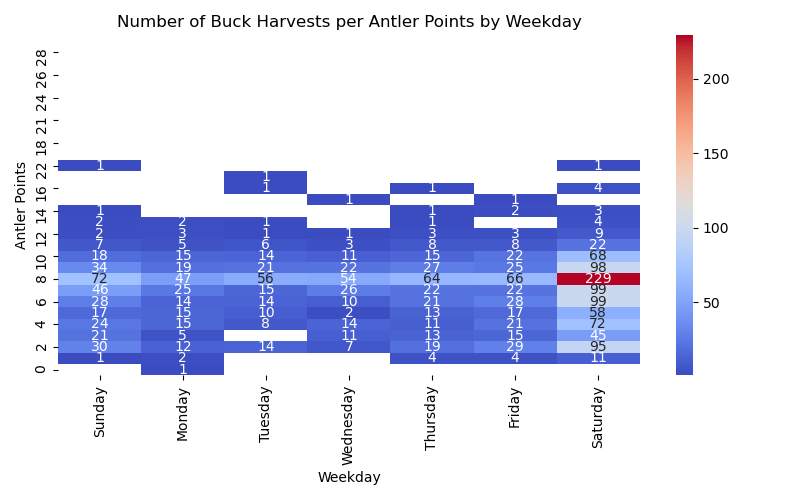 Number of Buck Harvests per Antler Points by Weekday
28
26
24
21
18
22 1 1
1
16 1 1 4
1 1
14 1 1 2 3
2 2 1 1 4
12 2 3 1 1 3 3 9
7 5 6 3 8 8 22
10 18 15 14 11 15 22 68
34 19 21 22 27 25 98
8 72 47 56 54 64 66 229
46 25 15 26 22 22 99
6 28 14 14 10 21 28 99
17 15 10 2 13 17 58
4 24 15 8 14 11 21 72
21 5 11 13 15 45
2 30 12 14 7 19 29 95
1 2 4 4 11
0 1
Antler Points
Sunday Monday Tuesday Wednesday Thursday Friday Saturday
Weekday
200
150
100
50